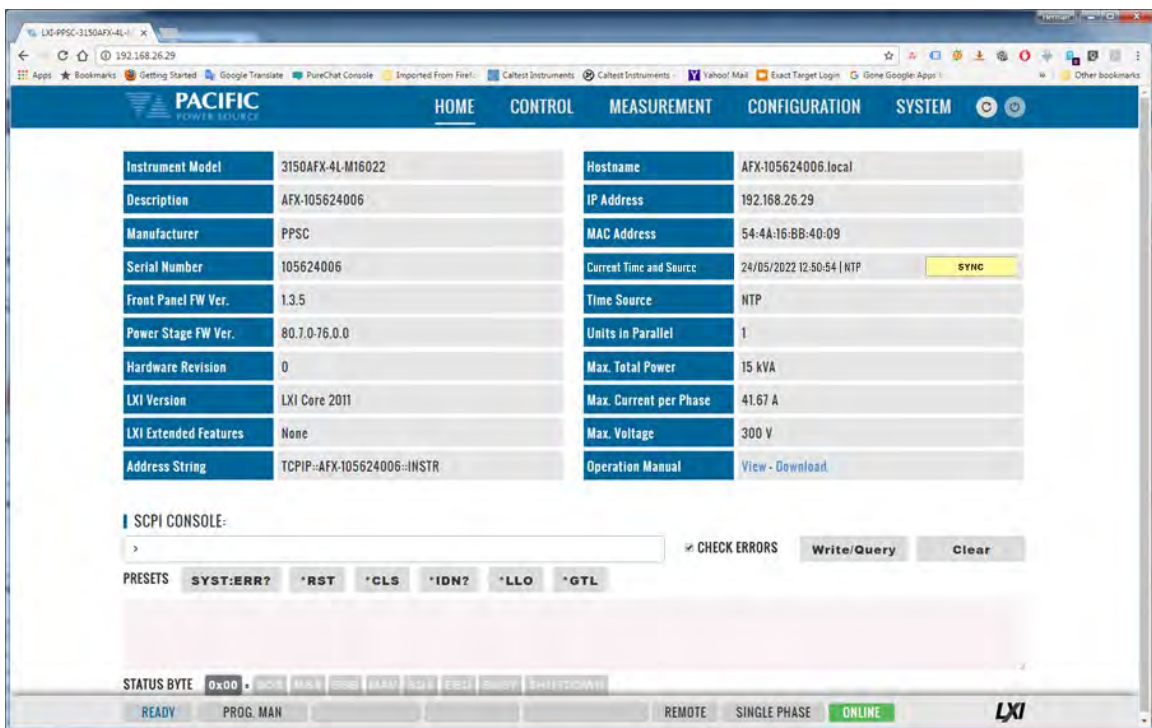 Herman
LXI-PPSC-3150AFX-4L-
192.168.26.29
Apps Bookmarks Getting Started Google Translate PureChat Console Imported From Firef Caltest Instruments Caltest Instruments - Yahoo! Mail Exact Target Login Gone Google: Apps Other bookmarks
PACIFIC
POWER SOURCE
HOME CONTROL MEASUREMENT CONFIGURATION SYSTEM
Instrument Model 3150AFX-4L-M16022
Hostname AFX-105624006.local
Description AFX-105624006
IP Address 192.168.26.29
Manufacturer PPSC
MAC Address 54:4A:16:BB:40:09
Serial Number 105624006
Current Time and Source 24/05/2022 12:50:54 | NTP SYNC
Front Panel FW Ver. 1.3.5
Time Source NTP
Power Stage FW Ver. 80.7.0-76.0.0
Units in Parallel 1
Hardware Revision 0
Max. Total Power 15 kVA
LXI Version LXI Core 2011
Max. Current per Phase 41.67 A
LXI Extended Features None
Max. Voltage 300 V
Address String TCPIP::AFX-105624006::INSTR
Operation Manual View - Download
SCPI CONSOLE:
> CHECK ERRORS Write/Query Clear
PRESETS SYST:ERR? *RST *CLS *IDN? *LLO *GTL
STATUS BYTE 0x00 -
READY PROG. MAN REMOTE SINGLE PHASE ONLINE LXI